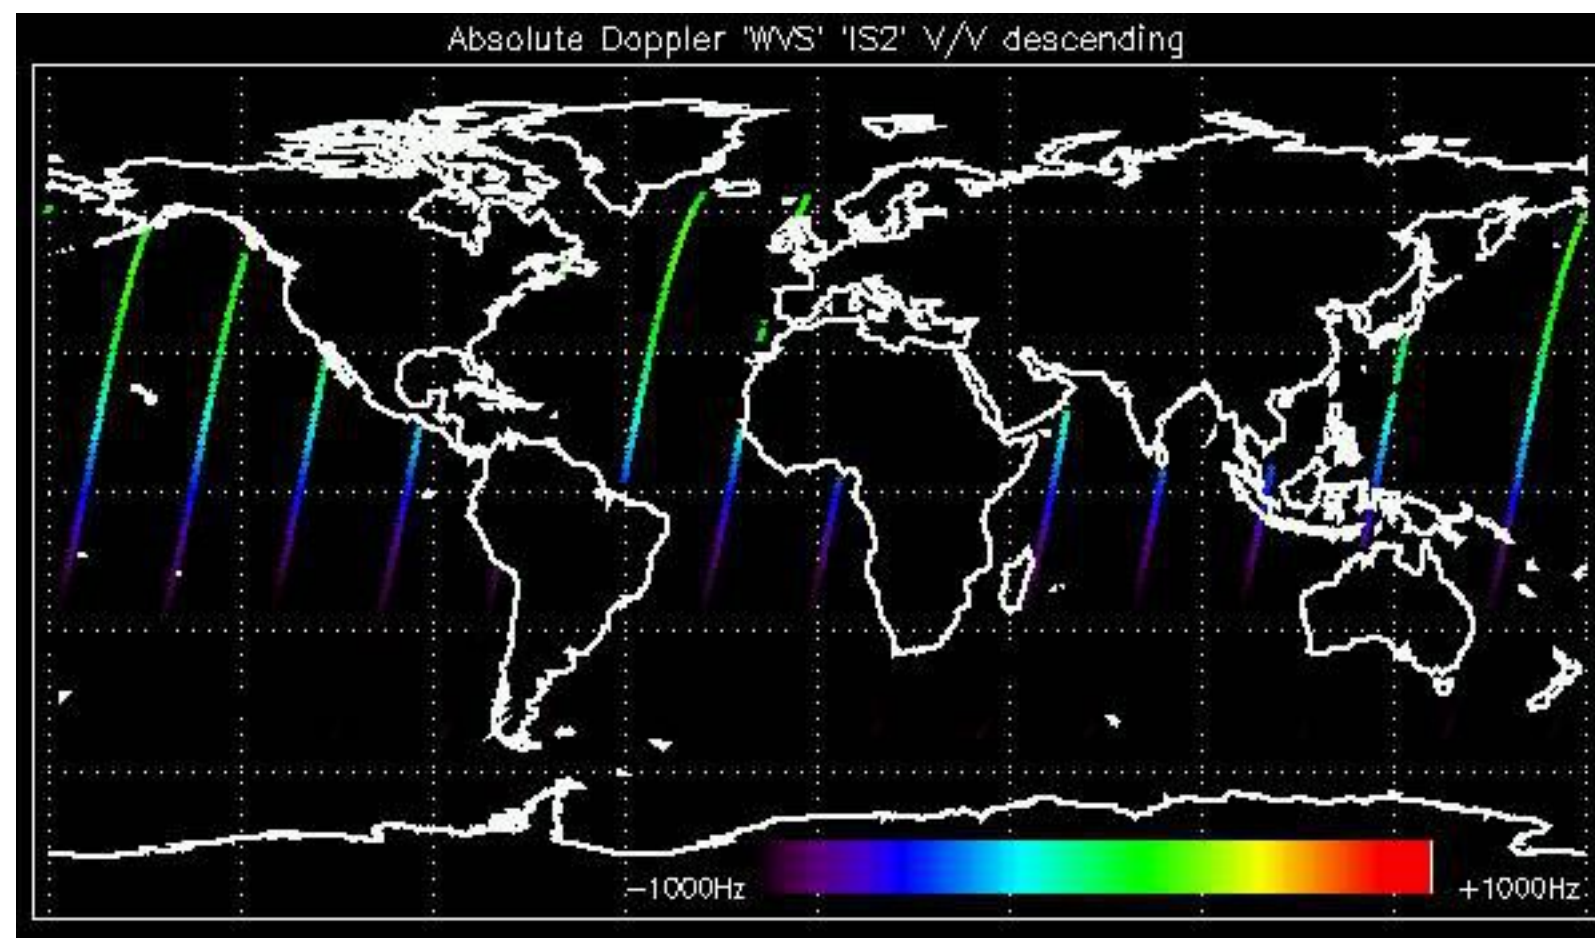 Absolute Doppler 'WVS' 'IS2' V/V descending
-1000Hz +1000Hz